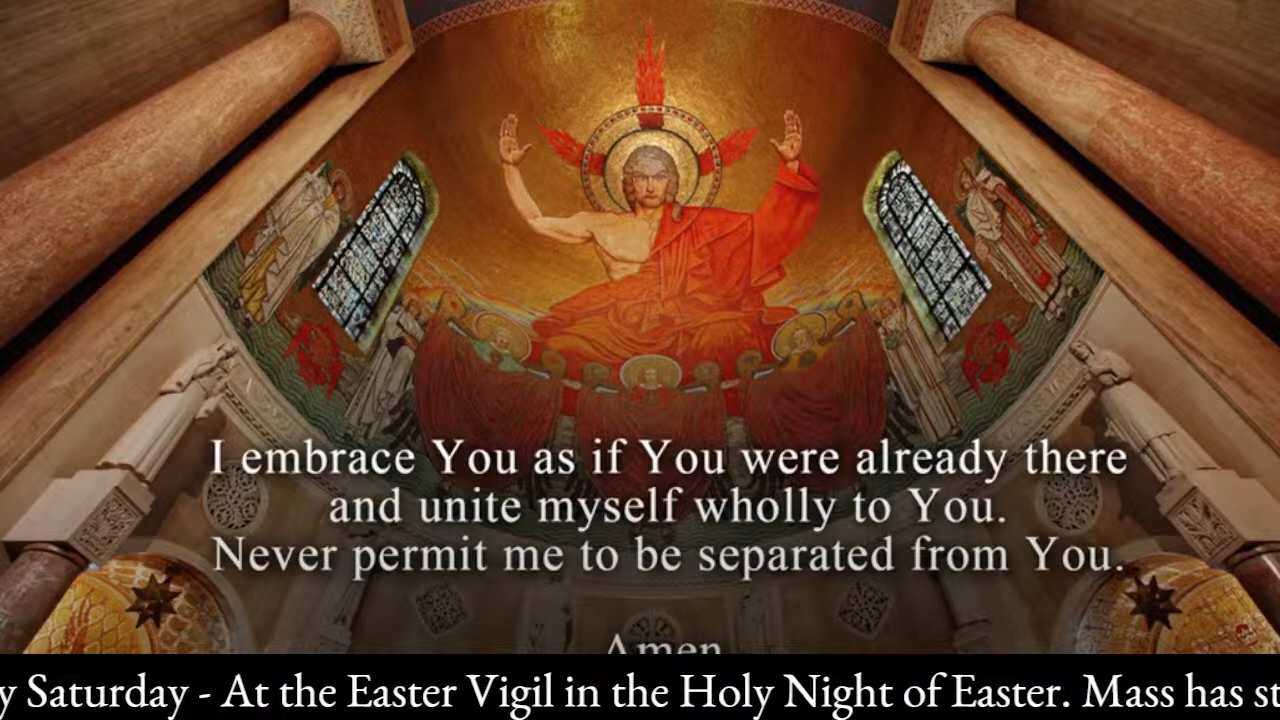 I embrace You as if You were already there
and unite myself wholly to You.
Never permit me to be separated from You.
Amen
y Saturday - At the Easter Vigil in the Holy Night of Easter. Mass has st